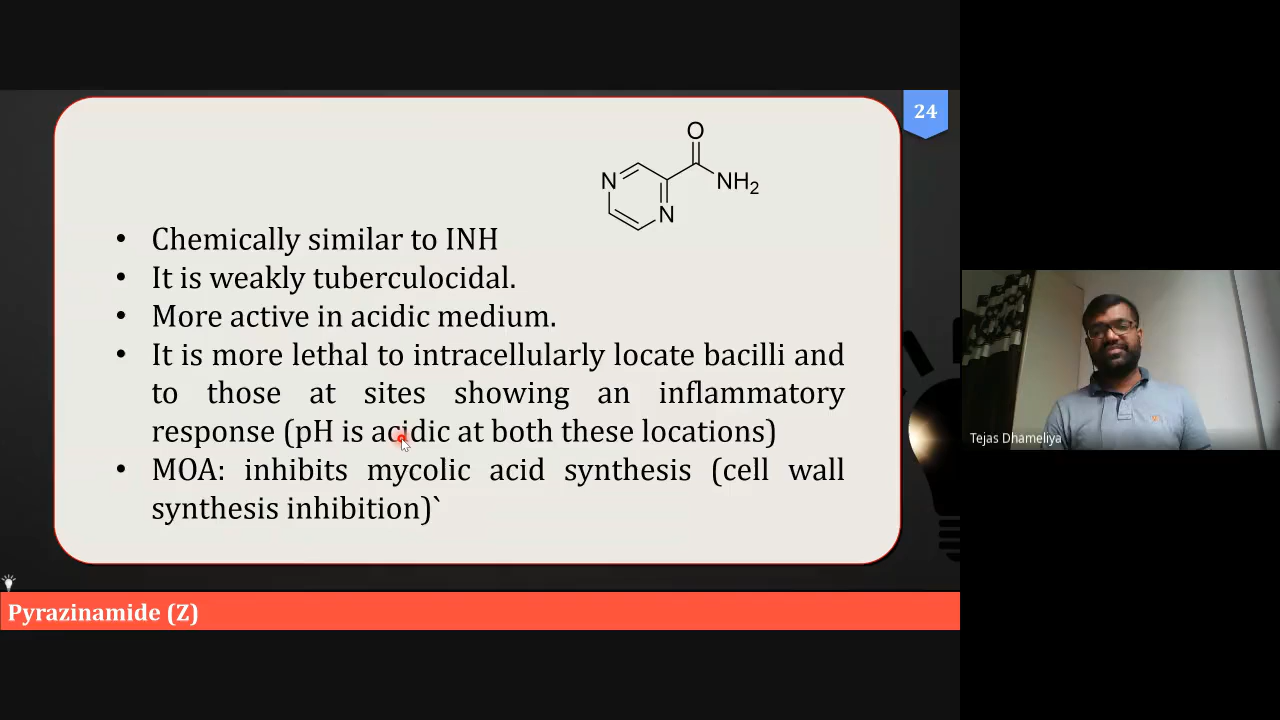 24
O
N
NH2
N
• Chemically similar to INH
• It is weakly tuberculocidal.
• More active in acidic medium.
• It is more lethal to intracellularly locate bacilli and
to those at sites showing an inflammatory
response (pH is acidic at both these locations)
• MOA: inhibits mycolic acid synthesis (cell wall
synthesis inhibition)`
Tejas Dhameliya
Pyrazinamide (Z)